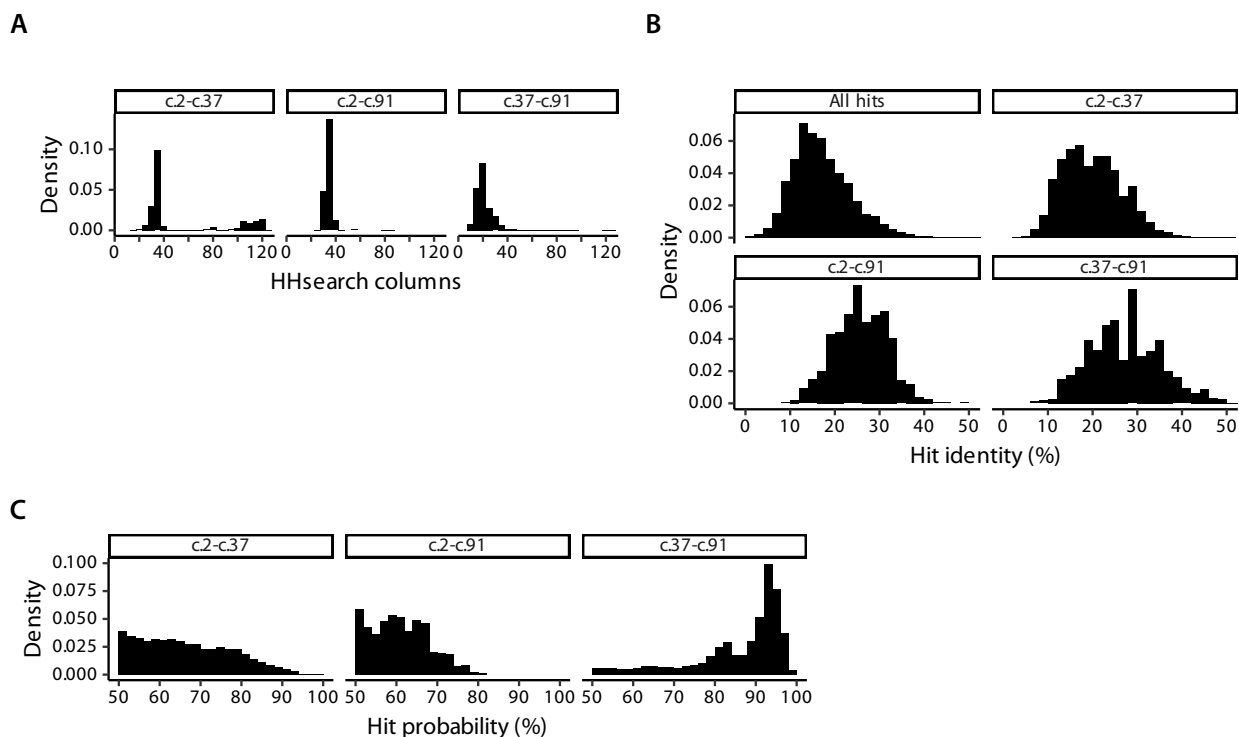 A
c.2-c.37 c.2-c.91 c.37-c.91
0.10
0.05
0.00
Density
0 40 80 120 0 40 80 120 0 40 80 120
HHsearch columns
B
All hits c.2-c.37
0.06
0.04
0.02
0.00
c.2-c.91 c.37-c.91
Density
0.06
0.04
0.02
0.00
0 10 20 30 40 50 0 10 20 30 40 50
Hit identity (%)
C
c.2-c.37 c.2-c.91 c.37-c.91
0.100
0.075
0.050
0.025
0.000
Density
50 60 70 80 90 100 50 60 70 80 90 100 50 60 70 80 90 100
Hit probability (%)